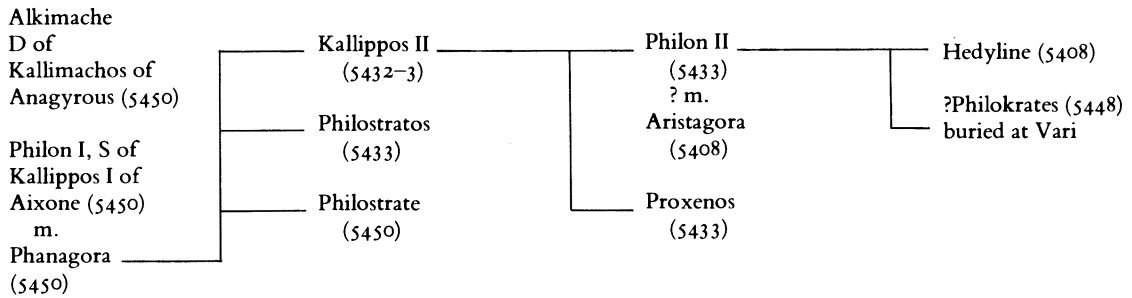 Alkimache
D of
Kallimachos of
Anagyrous (5450)
Philon I, S of
Kallippos I of
Aixone (5450)
m.
Phanagora
(5450)
Kallippos II
(5432–3)
Philostratos
(5433)
Philostrate
(5450)
Philon II
(5433)
? m.
Aristagora
(5408)
Proxenos
(5433)
Hedyline (5408)
?Philokrates (5448)
buried at Vari